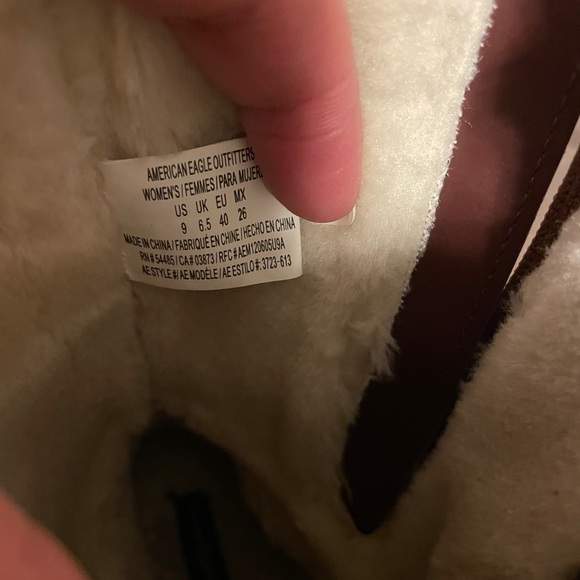 AMERICAN EAGLE OUTFITTERS
WOMEN'S / FEMMES / PARA MUJER
US UK EU MX
9 6.5 40 26
MADE IN CHINA / FABRIQUÉ EN CHINE / HECHO EN CHINA
RN # 54485 / CA # 03873 / RFC # AEM120605U9A
AE STYLE # / AE MODÈLE / AE ESTILO #: 3723-613